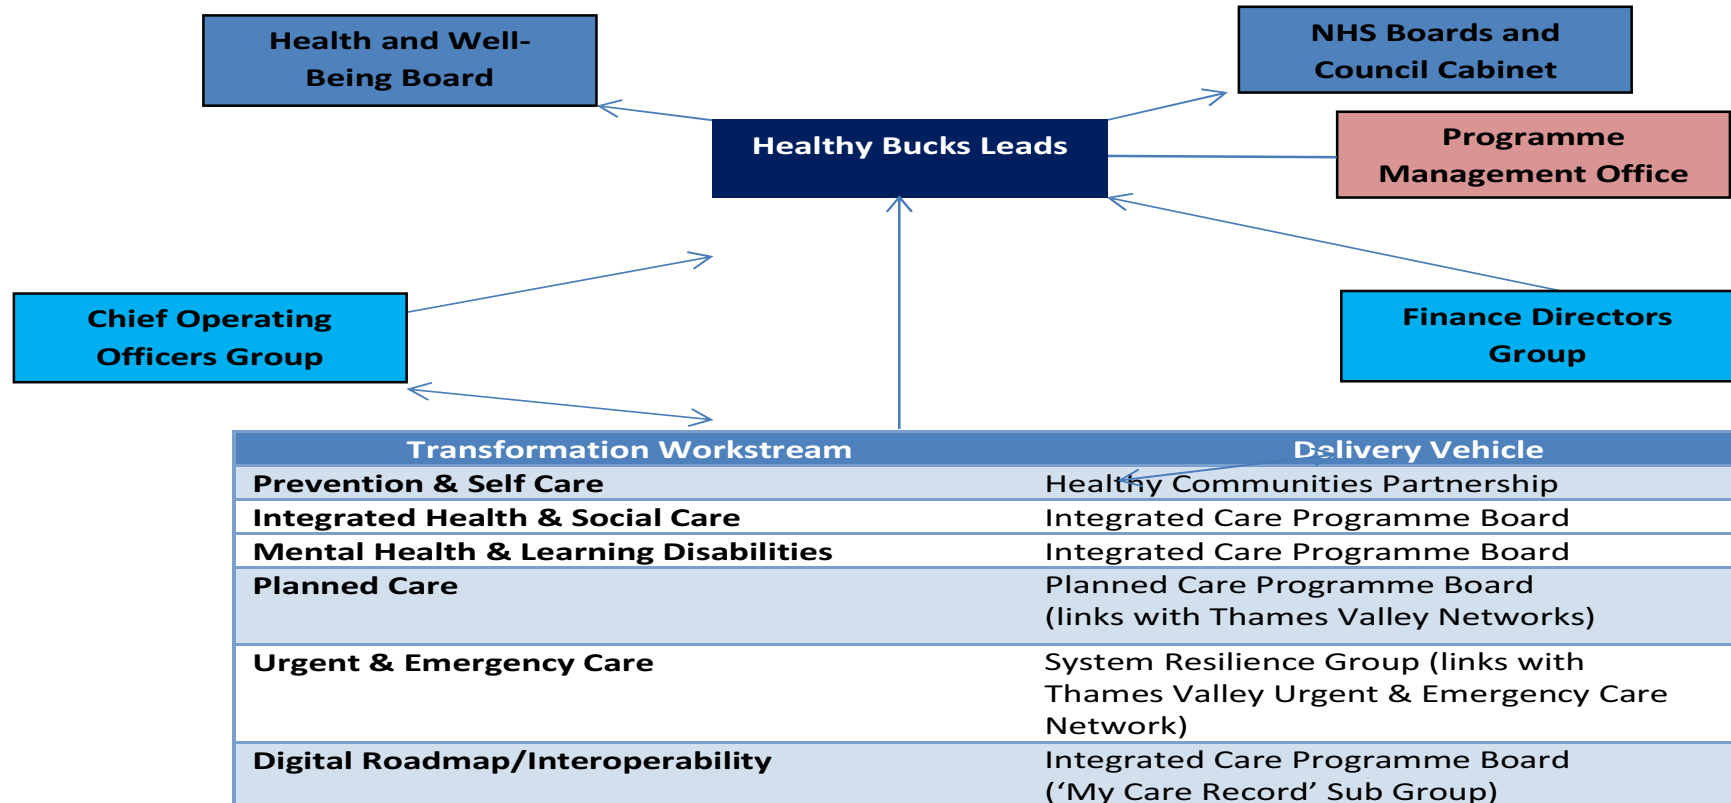 Health and Well-
Being Board
NHS Boards and
Council Cabinet
Healthy Bucks Leads
Programme
Management Office
Chief Operating
Officers Group
Finance Directors
Group
Transformation Workstream
Delivery Vehicle
Prevention & Self Care
Healthy Communities Partnership
Integrated Health & Social Care
Integrated Care Programme Board
Mental Health & Learning Disabilities
Integrated Care Programme Board
Planned Care
Planned Care Programme Board
(links with Thames Valley Networks)
Urgent & Emergency Care
System Resilience Group (links with
Thames Valley Urgent & Emergency Care
Network)
Digital Roadmap/Interoperability
Integrated Care Programme Board
(‘My Care Record’ Sub Group)